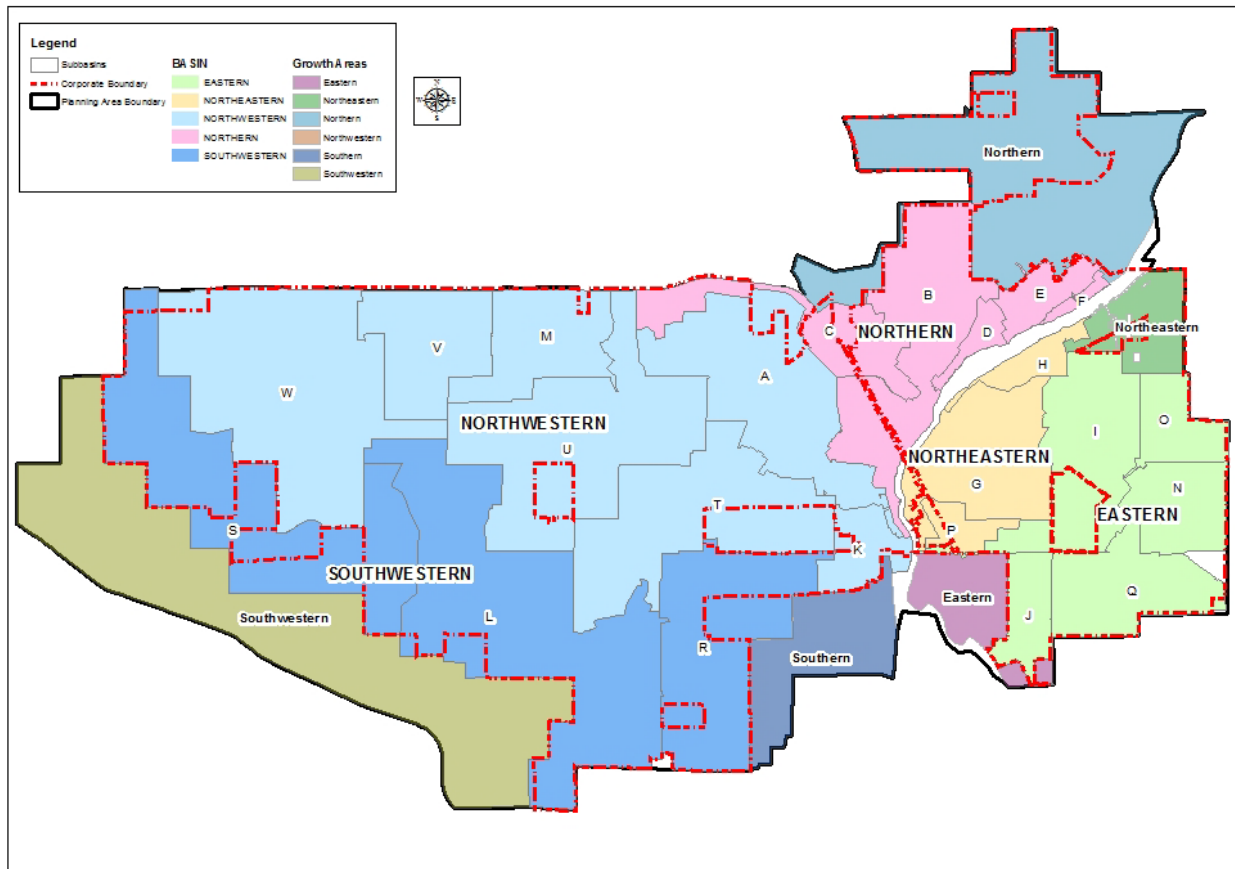 Legend
Subbasins
Corporate Boundary
Planning Area Boundary
BASIN
EASTERN
NORTHEASTERN
NORTHWESTERN
NORTHERN
SOUTHWESTERN
Growth Areas
Eastern
Northeastern
Northern
Northwestern
Southern
Southwestern
N
W E
S
Northern
B
E
F
C
NORTHERN
D
Northeastern
V
M
A
H
W
NORTHWESTERN
U
I
O
NORTHEASTERN
G
N
T
EASTERN
S
P
K
SOUTHWESTERN
Southwestern
L
Eastern
J
Q
R
Southern